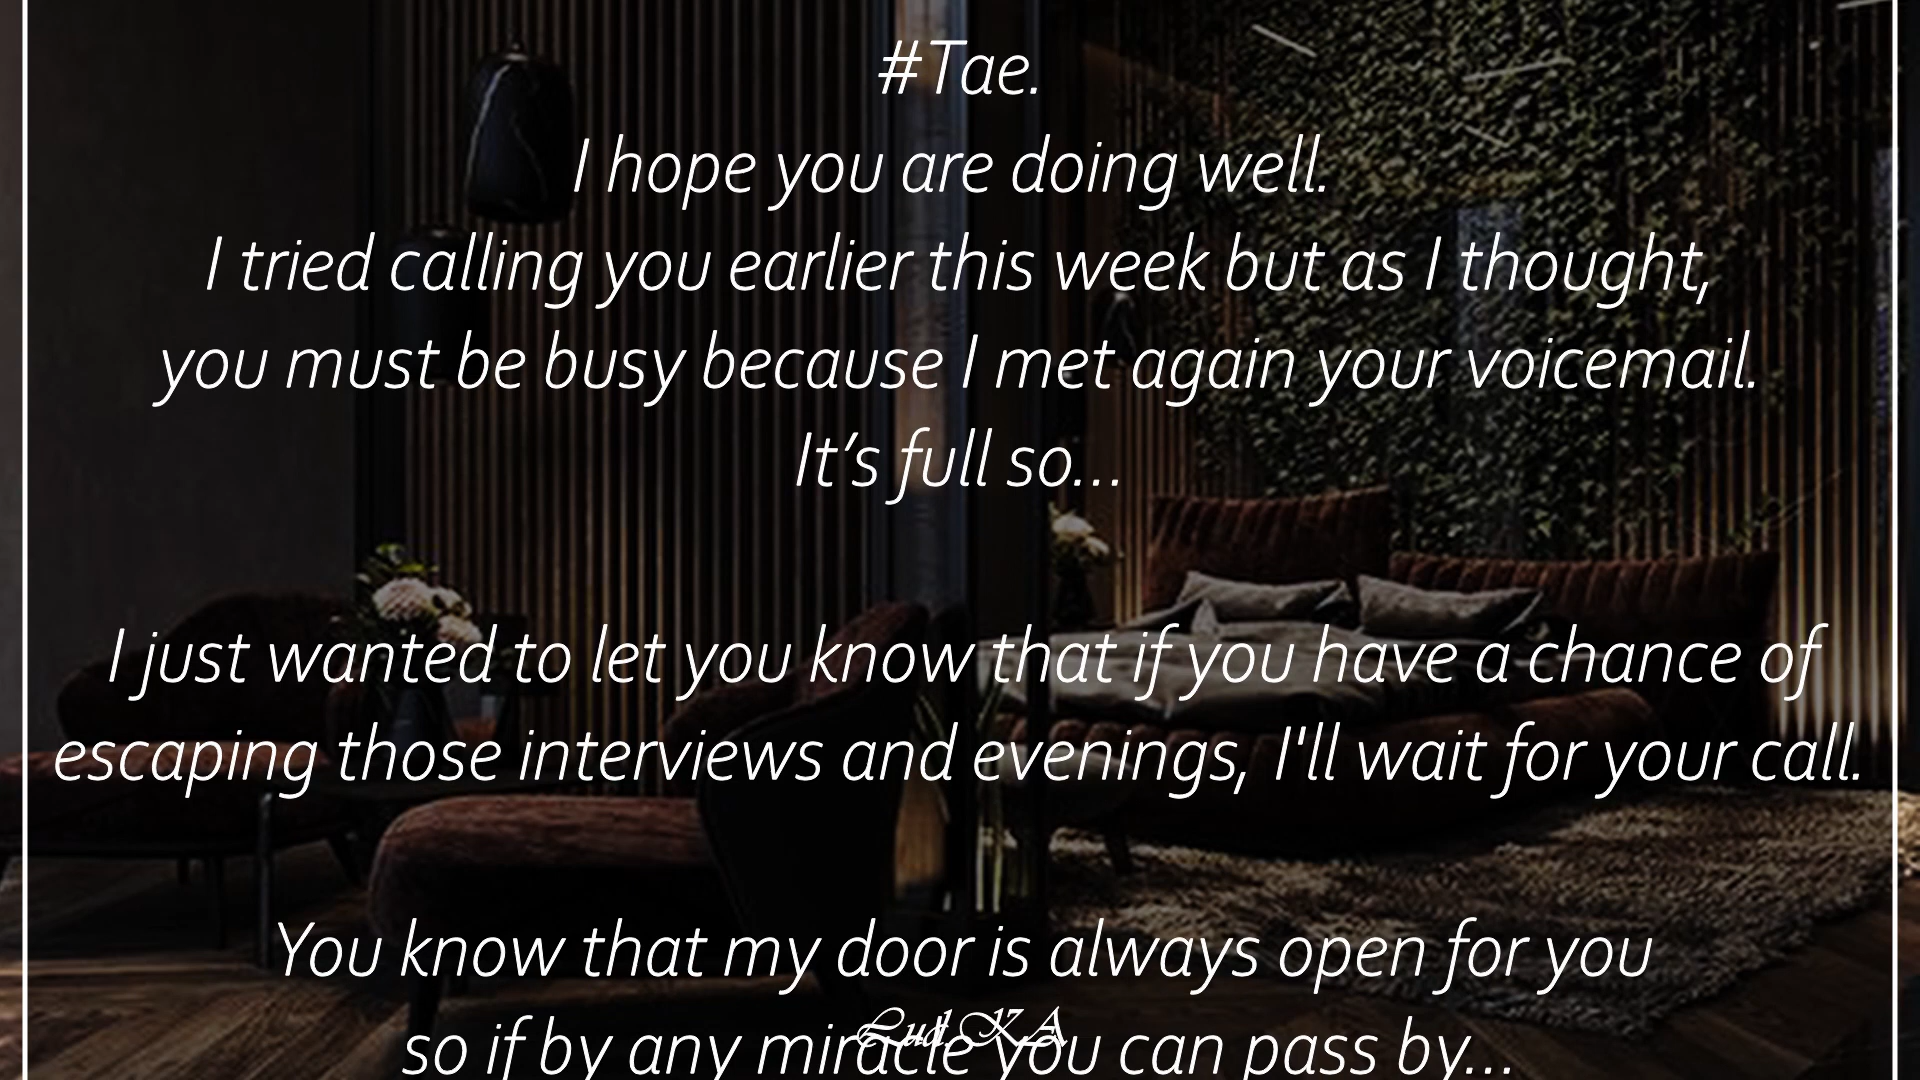 #Tae.
I hope you are doing well.
I tried calling you earlier this week but as I thought,
you must be busy because I met again your voicemail.
It’s full so…
I just wanted to let you know that if you have a chance of
escaping those interviews and evenings, I'll wait for your call.
You know that my door is always open for you
so if by any miracle you can pass by…
Lud. KA